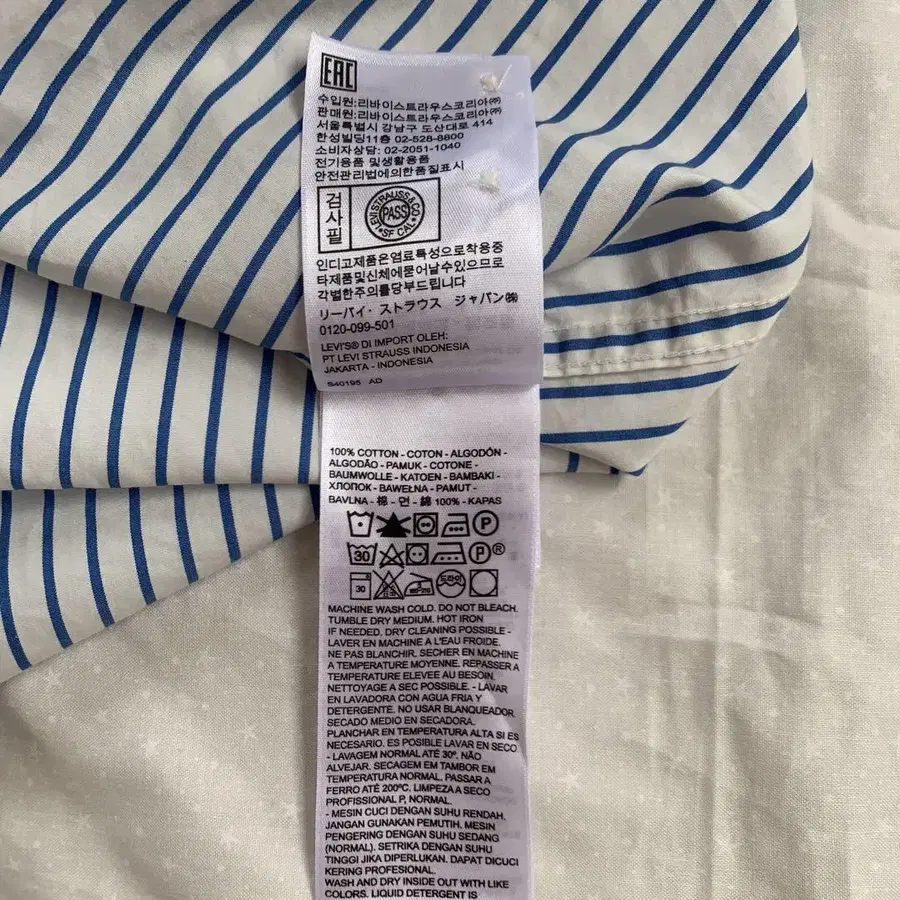 EAC
수입원:리바이스트라우스코리아㈜
판매원:리바이스트라우스코리아㈜
서울특별시 강남구 도산대로 414
한성빌딩11층 02-528-8800
소비자상담: 02-2051-1040
전기용품 및생활용품
안전관리법에의한품질표시
검사필
LEVI STRAUSS & CO
PASS
SF CAL
인디고제품은염료특성으로착용중
타제품및신체에묻어날수있으므로
각별한주의를당부드립니다
リーバイ・ストラウス ジャパン㈱
0120-099-501
LEVI'S® DI IMPORT OLEH:
PT LEVI STRAUSS INDONESIA
JAKARTA - INDONESIA
S40195 AD
100% COTTON - COTON - ALGODÓN -
ALGODÃO - PAMUK - COTONE -
BAUMWOLLE - KATOEN - BAMBAKI -
ХЛОПОК - BAWEŁNA - PAMUT -
BAVLNA - 棉 - 면 - 綿 100% - KAPAS
P
30 P ®
30 드라이
MACHINE WASH COLD. DO NOT BLEACH.
TUMBLE DRY MEDIUM. HOT IRON
IF NEEDED, DRY CLEANING POSSIBLE -
LAVER EN MACHINE A L'EAU FROIDE.
NE PAS BLANCHIR. SECHER EN MACHINE
A TEMPERATURE MOYENNE. REPASSER A
TEMPERATURE ELEVEE AU BESOIN.
NETTOYAGE A SEC POSSIBLE. - LAVAR
EN LAVADORA CON AGUA FRIA Y
DETERGENTE. NO USAR BLANQUEADOR.
SECADO MEDIO EN SECADORA.
PLANCHAR EN TEMPERATURA ALTA SI ES
NECESARIO. ES POSIBLE LAVAR EN SECO.
- LAVAGEM NORMAL ATÉ 30º. NÃO
ALVEJAR. SECAGEM EM TAMBOR EM
TEMPERATURA NORMAL. PASSAR A
FERRO ATÉ 200ºC. LIMPEZA A SECO
PROFISSIONAL P, NORMAL.
- MESIN CUCI DENGAN SUHU RENDAH.
JANGAN GUNAKAN PEMUTIH, MESIN
PENGERING DENGAN SUHU SEDANG
(NORMAL). SETRIKA DENGAN SUHU
TINGGI JIKA DIPERLUKAN. DAPAT DICUCI
KERING PROFESIONAL.
WASH AND DRY INSIDE OUT WITH LIKE
COLORS. LIQUID DETERGENT IS